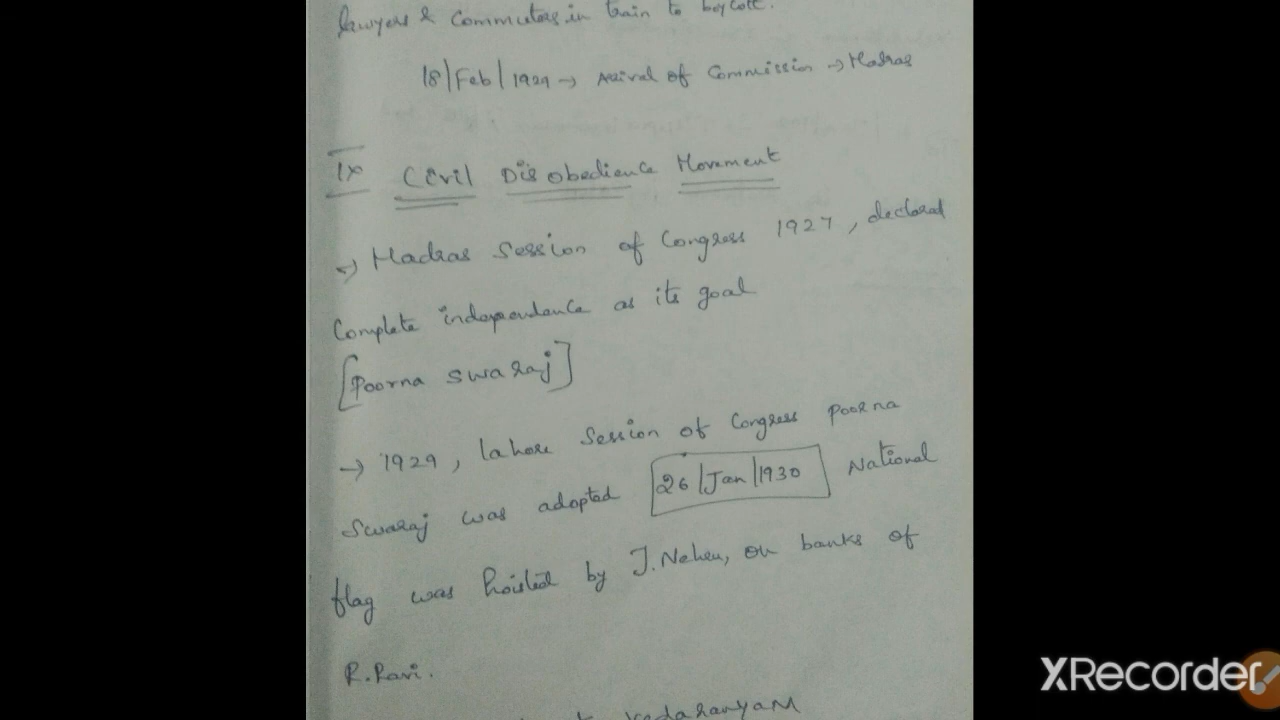 lawyers & Commuters in train to boycott.
18/Feb/1929 → Arrival of Commission → Madras
IX Civil Disobedience Movement
→ Madras Session of Congress 1927, declared
Complete independence as its goal
[Poorna Swaraj]
→ 1929, Lahore Session of Congress Poorna
Swaraj was adopted 26/Jan/1930 National
flag was hoisted by J.Nehru, on banks of
R.Ravi.
Vedaranyam
XRecorder